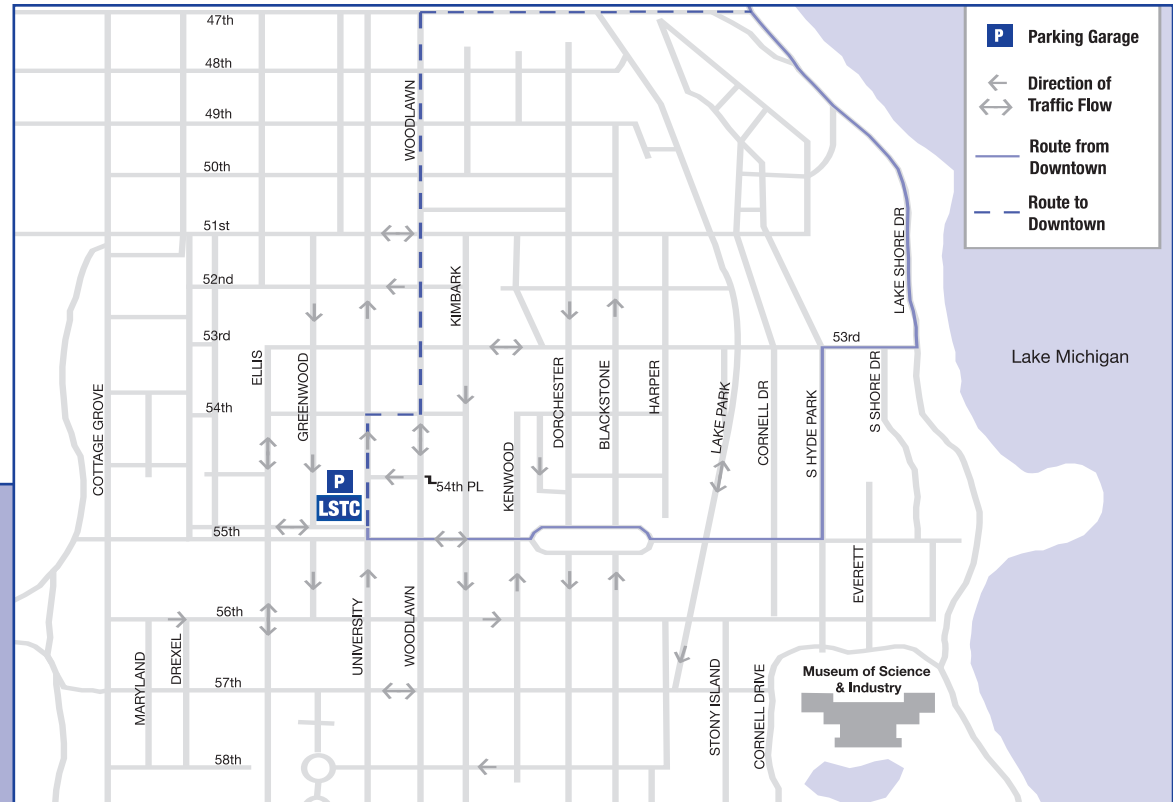 47th
48th
49th
50th
51st
52nd
53rd
54th
55th
56th
57th
58th
WOODLAWN
KIMBARK
ELLIS
GREENWOOD
COTTAGE GROVE
P
LSTC
54th PL
KENWOOD
DORCHESTER
BLACKSTONE
HARPER
LAKE PARK
CORNELL DR
S HYDE PARK
53rd
S SHORE DR
LAKE SHORE DR
Lake Michigan
P Parking Garage
Direction of
Traffic Flow
Route from
Downtown
Route to
Downtown
EVERETT
MARYLAND
DREXEL
UNIVERSITY
WOODLAWN
STONY ISLAND
CORNELL DRIVE
Museum of Science
& Industry